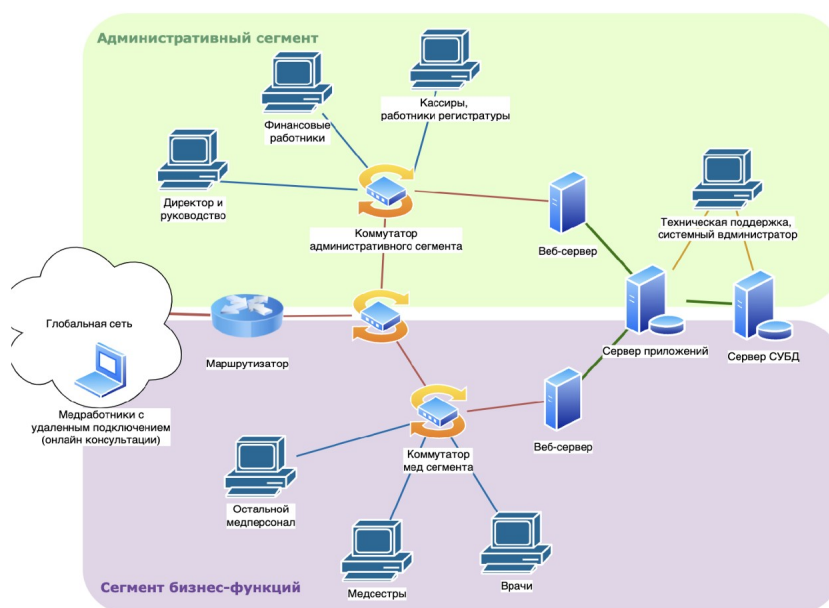 Административный сегмент
Кассиры,
работники регистратуры
Финансовые
работники
Директор и
руководство
Коммутатор
административного сегмента
Веб-сервер
Техническая поддержка,
системный вдминистратор
Глобальная сеть
Маршрутизатор
Сервер приложений
Сервер СУБД
Медработники с
удаленным подключением
(онлайн консультации)
Веб-сервер
Коммутатор
мед сегмента
Остальной
медперсонал
Медсестры
Врачи
Сегмент бизнес-функций